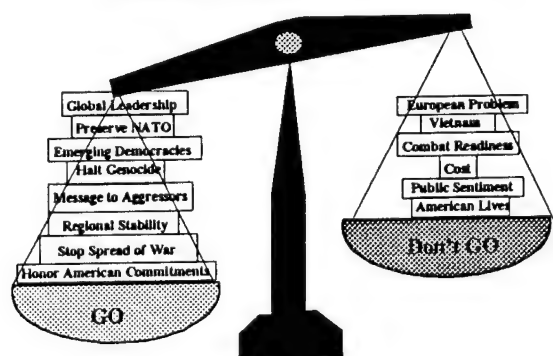 Global Leadership
Preserve NATO
Emerging Democracies
Halt Genocide
Message to Aggressors
Regional Stability
Stop Spread of War
Honor American Commitments
GO
European Problem
Vietnam
Combat Readiness
Cost
Public Sentiment
American Lives
Don't GO